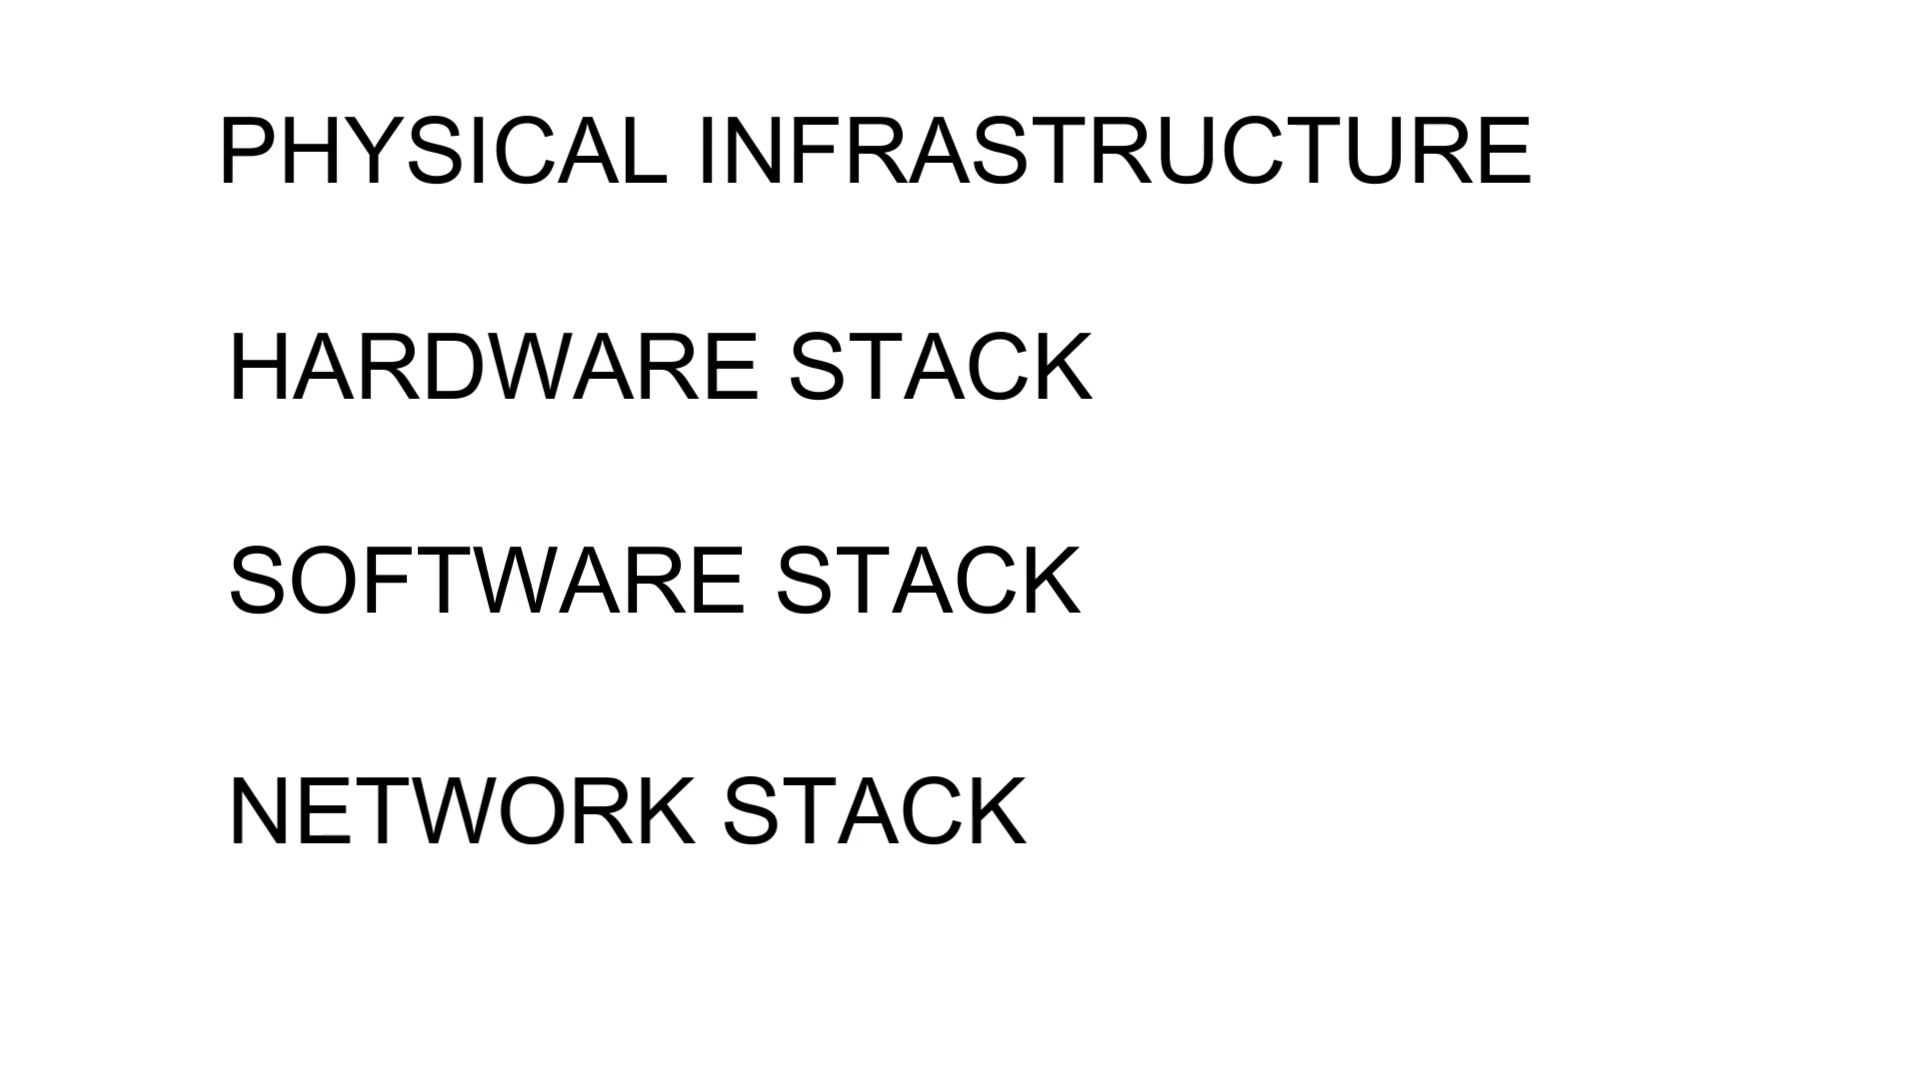 PHYSICAL INFRASTRUCTURE
HARDWARE STACK
SOFTWARE STACK
NETWORK STACK